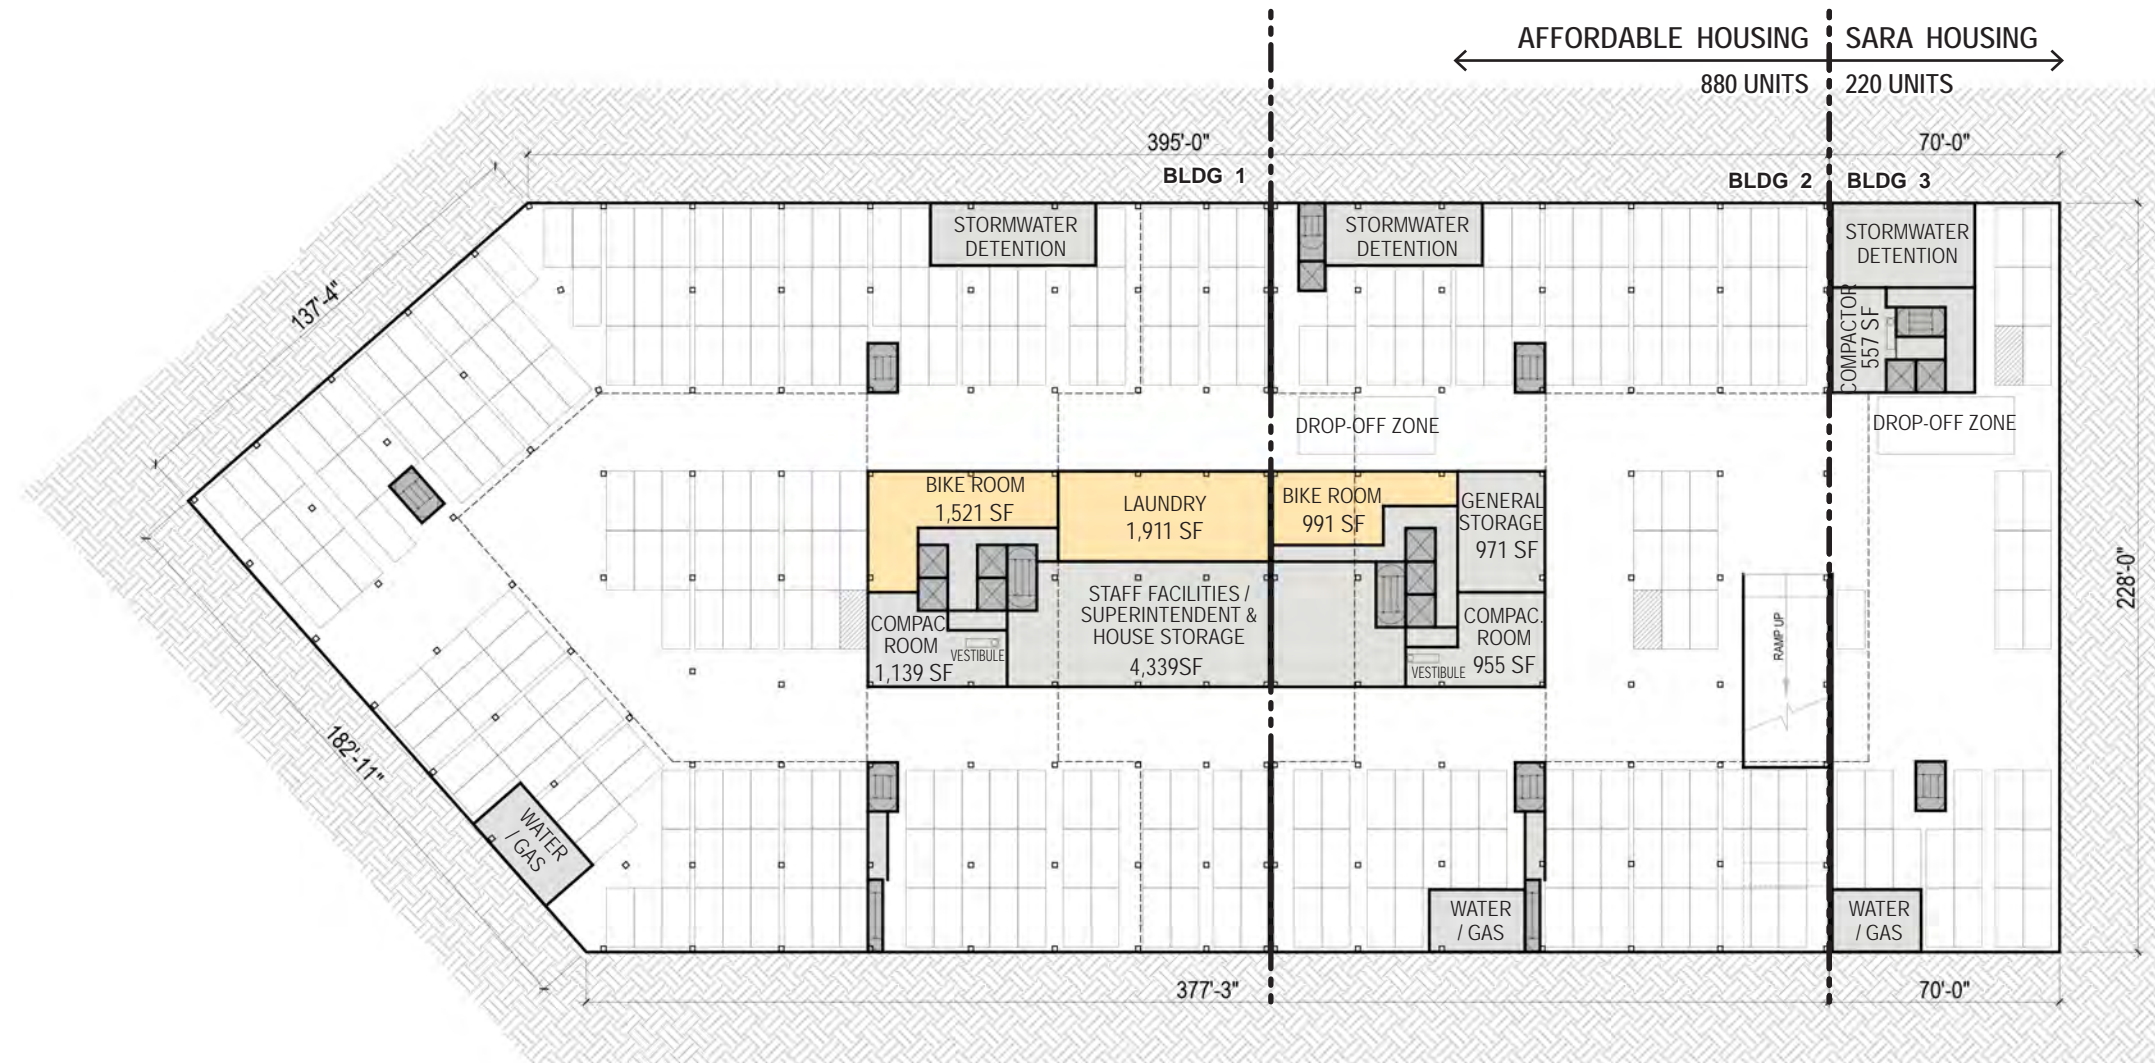 AFFORDABLE HOUSING
SARA HOUSING
880 UNITS
220 UNITS
395'-0"
70'-0"
BLDG 1
BLDG 2
BLDG 3
137'-4"
STORMWATER
DETENTION
STORMWATER
DETENTION
STORMWATER
DETENTION
COMPACTOR
557 SF
DROP-OFF ZONE
DROP-OFF ZONE
BIKE ROOM
1,521 SF
LAUNDRY
1,911 SF
BIKE ROOM
991 SF
GENERAL
STORAGE
971 SF
STAFF FACILITIES /
SUPERINTENDENT &
HOUSE STORAGE
4,339SF
COMPAC
ROOM
1,139 SF
VESTIBULE
COMPAC.
ROOM
955 SF
VESTIBULE
RAMP UP
228'-0"
182'-11"
WATER
/ GAS
WATER
/ GAS
WATER
/ GAS
377'-3"
70'-0"